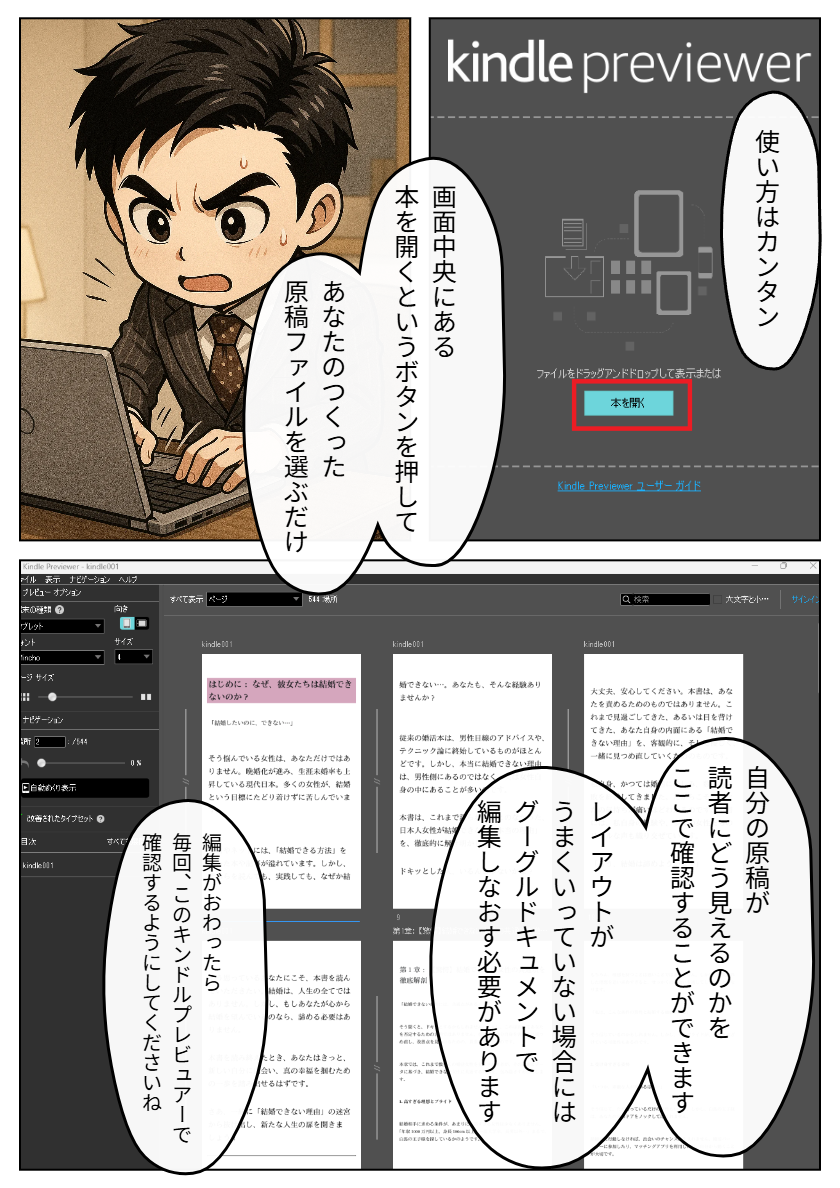 kindle previewer
使い方はカンタン
画面中央にある
本を開くというボタンを押して
あなたのつくった
原稿ファイルを選ぶだけ
ファイルをドラッグアンドドロップして表示または
本を開く
Kindle Previewer ユーザー ガイド
Kindle Previewer - kindle001
表示 ナビゲーション ヘルプ
プレビュー オプション
向き
サイズ
4
サイズ
ナビゲーション
2 / 544
0 %
自動めくり表示
改善されたタイプセット
目次
kindle001
すべて表示 ページ 544 場所
検索
大文字と小…
サインイン
kindle001
はじめに：なぜ、彼女たちは結婚でき
ないのか？
「結婚したいのに、できない…」
そう悩んでいる女性は、あなただけではあ
りません。晩婚化が進み、生涯未婚率も上
昇している現代日本。多くの女性が、結婚
という目標にたどり着けずに苦しんでいま
には、「結婚できる方法」を
が溢れています。しかし、
も、実践しても、なぜか結
kindle001
婚できない…。あなたも、そんな経験あり
ませんか？
従来の婚活本は、男性目線のアドバイスや、
テクニック論に終始しているものがほとん
どです。しかし、本当に結婚できない理由
は、男性側にあるのではなく
身の中にあることが多い
本書は、これまで
日本人女性が結婚
を、徹底的に解
ドキッとした
kindle001
大丈夫、安心してください。本書は、あな
たを責めるためのものではありません。こ
れまで見過ごしてきた、あるいは目を背け
てきた、あなた自身の内面にある「結婚で
きない理由」を、客観的に、そ
一緒に見つめ直していく
身、かつては婚
自分の原稿が
読者にどう見えるのかを
ここで確認することができます
レイアウトが
うまくいっていない場合には
グーグルドキュメントで
編集しなおす必要があります
編集がおわったら
毎回、このキンドルプレビュアーで
確認するようにしてくださいね
なたにこそ、本書を読ん
結婚は、人生の全てでは
し、もしあなたが心から
のなら、諦める必要はあ
たとき、あなたはきっと、
会い、真の幸福を掴むため
出せるはずです。
に「結婚できない理由」の迷宮
出し、新たな人生の扉を開きま
9
第1章：
第1章：
徹底解剖
1. 高すぎる理想とプライド